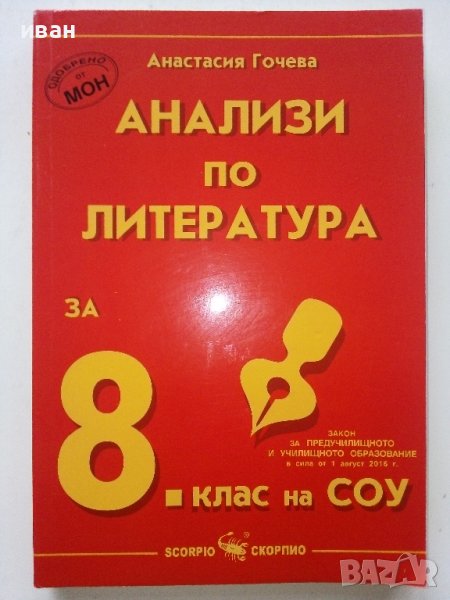 иван
ОДОБРЕНО
от
МОН
Анастасия Гочева
АНАЛИЗИ
ПО
ЛИТЕРАТУРА
ЗА
8.
ЗАКОН
ЗА ПРЕДУЧИЛИЩНОТО
И УЧИЛИЩНОТО ОБРАЗОВАНИЕ
в сила от 1 август 2016 г.
КЛАС на СОУ
SCORPIO СКОРПИО
BAZAR